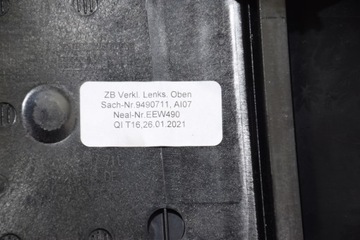 ZB Verkl. Lenks. Oben
Sach-Nr.9490711, AI07
Neal-Nr.EEW490
QI T16,26.01.2021